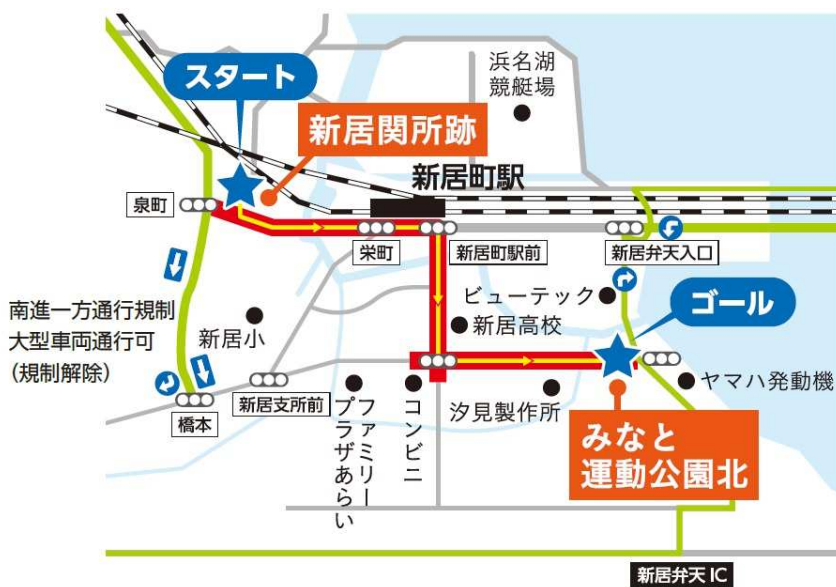 スタート
浜名湖
競艇場
新居関所跡
新居町駅
泉町
栄町
新居町駅前
新居弁天入口
南進一方通行規制
大型車両通行可
(規制解除)
新居小
ビューテック
新居高校
ゴール
橋本
新居支所前
ファミリー
プラザあらい
コンビニ
汐見製作所
ヤマハ発動機
みなと
運動公園北
新居弁天 IC